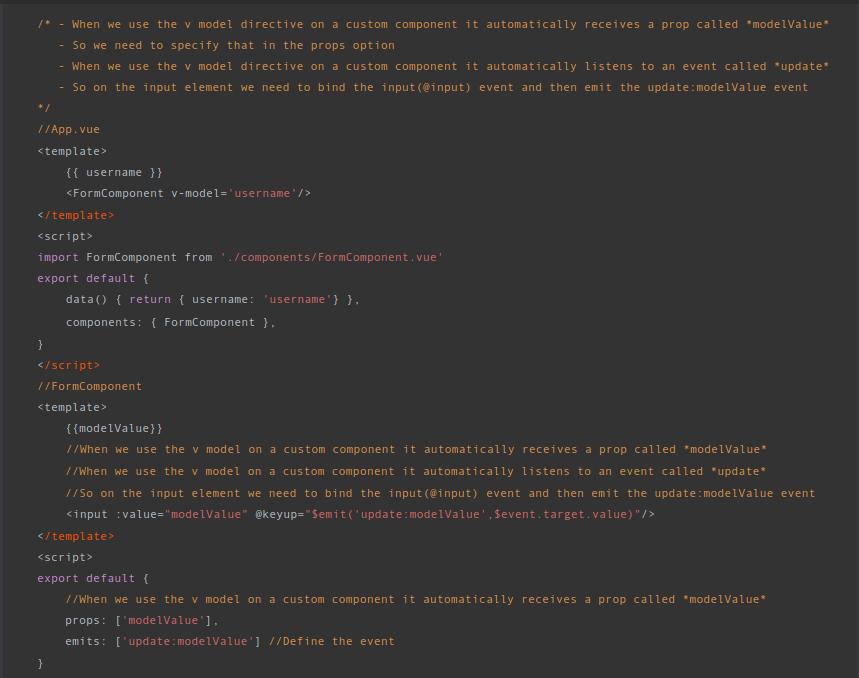 /* - When we use the v model directive on a custom component it automatically receives a prop called *modelValue*
- So we need to specify that in the props option
- When we use the v model directive on a custom component it automatically listens to an event called *update*
- So on the input element we need to bind the input(@input) event and then emit the update:modelValue event
*/
//App.vue
<template>
{{ username }}
<FormComponent v-model='username'/>
</template>
<script>
import FormComponent from './components/FormComponent.vue'
export default {
data() { return { username: 'username'} },
components: { FormComponent },
}
</script>
//FormComponent
<template>
{{modelValue}}
//When we use the v model on a custom component it automatically receives a prop called *modelValue*
//When we use the v model on a custom component it automatically listens to an event called *update*
//So on the input element we need to bind the input(@input) event and then emit the update:modelValue event
<input :value="modelValue" @keyup="$emit('update:modelValue',$event.target.value)"/>
</template>
<script>
export default {
//When we use the v model on a custom component it automatically receives a prop called *modelValue*
props: ['modelValue'],
emits: ['update:modelValue'] //Define the event
}